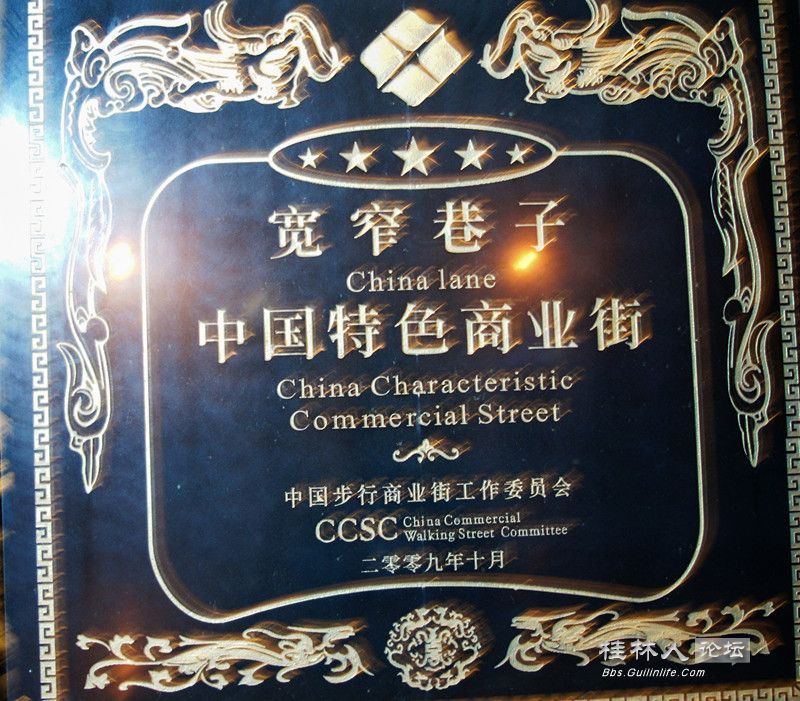 宽窄巷子
China lane
中国特色商业街
China Characteristic
Commercial Street
中国步行商业街工作委员会
CCSC China Commercial
Walking Street Committee
二零零九年十月
桂林人论坛
Bbs.Guilinlife.Com